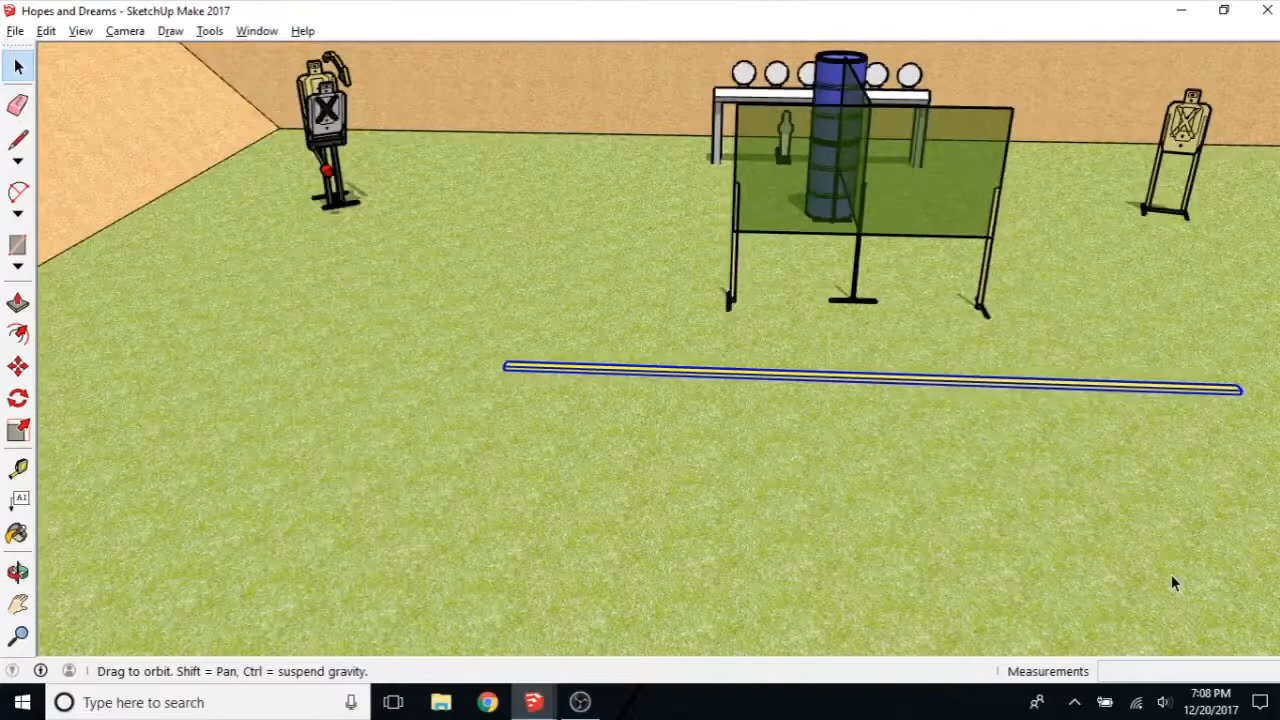 Hopes and Dreams - SketchUp Make 2017
File Edit View Camera Draw Tools Window Help
A1
Drag to orbit. Shift = Pan, Ctrl = suspend gravity.
Measurements
Type here to search
7:08 PM
12/20/2017